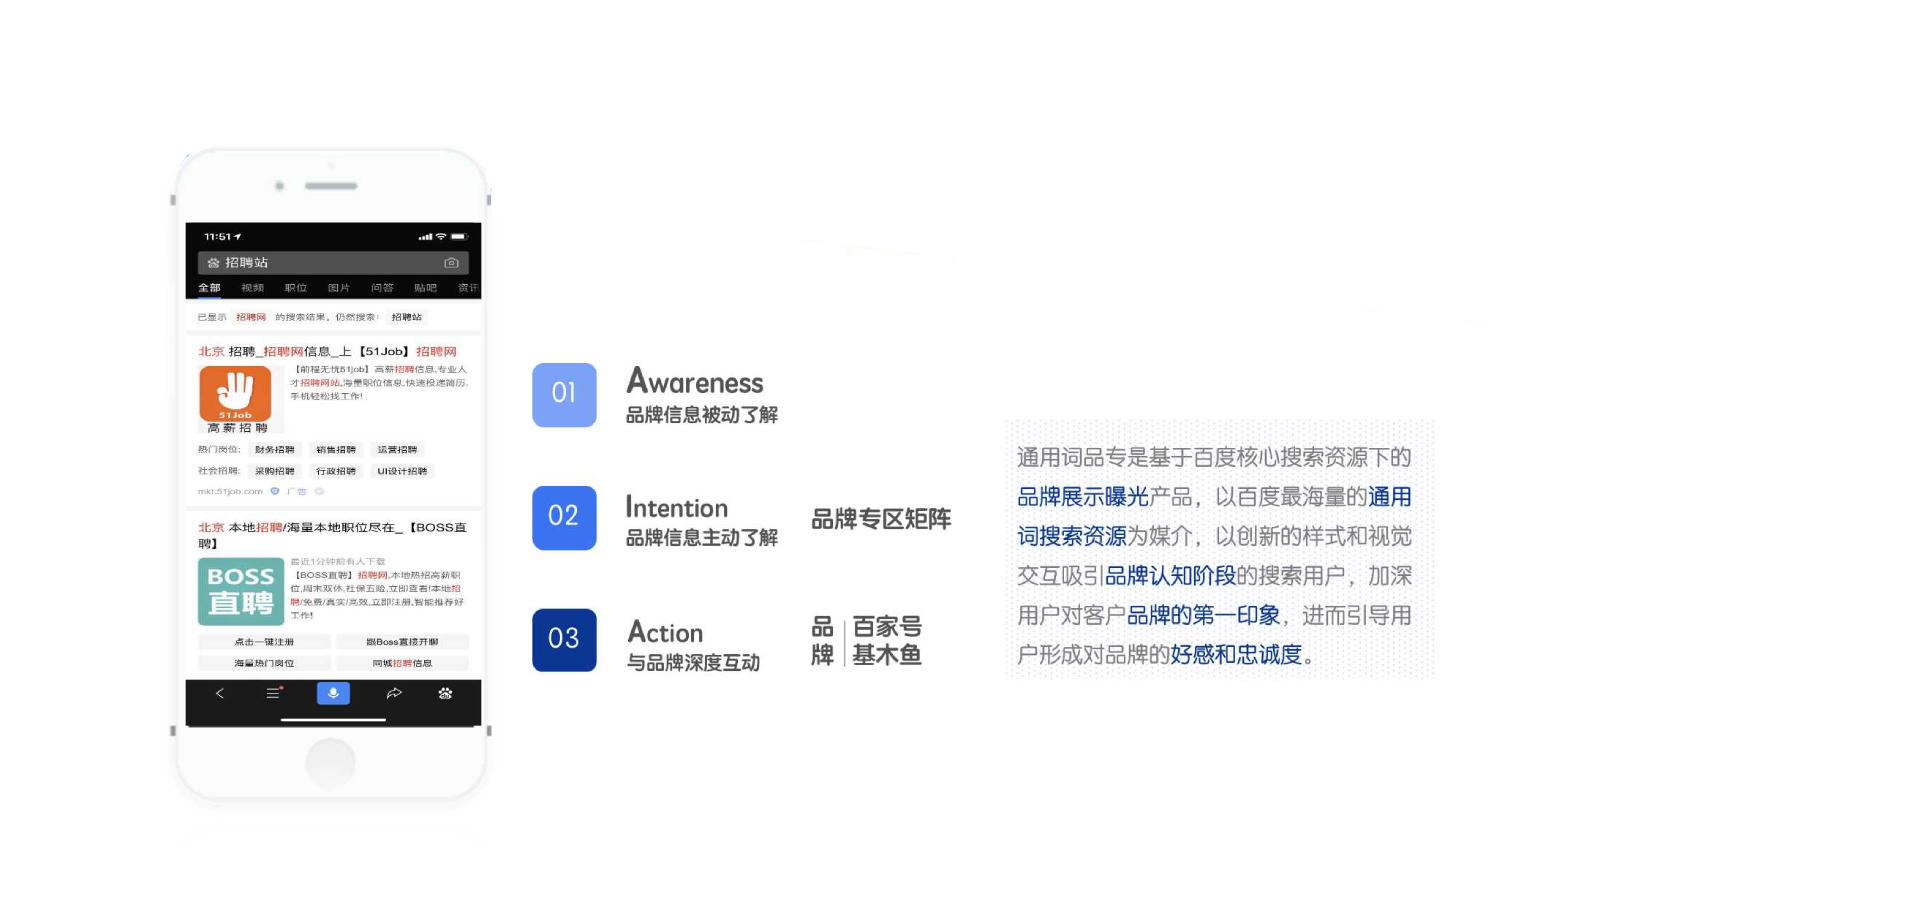 11:51
招聘站
全部 视频 职位 图片 问答 贴吧 资讯
已显示 招聘网 的搜索结果，仍然搜索： 招聘站
北京 招聘_招聘网信息_上【51Job】招聘网
【前程无忧51job】高薪招聘信息,专业人
才招聘网站,海量职位信息,快速投递简历,
手机轻松找工作!
51Job
高薪招聘
热门岗位: 财务招聘 销售招聘 运营招聘
社会招聘: 采购招聘 行政招聘 UI设计招聘
mkt.51job.com 广告
北京 本地招聘/海量本地职位尽在_【BOSS直
聘】
最近1分钟前有人下载
【BOSS直聘】招聘网,本地热招高薪职
位,周末双休,社保五险,立即查看!本地招
聘/免费/真实/高效,立即注册,智能推荐好
工作!
BOSS
直聘
点击一键注册 跟Boss直接开聊
海量热门岗位 同城招聘信息
01
Awareness
品牌信息被动了解
02
Intention
品牌信息主动了解
品牌专区矩阵
03
Action
与品牌深度互动
品牌
百家号
基木鱼
通用词品专是基于百度核心搜索资源下的
品牌展示曝光产品，以百度最海量的通用
词搜索资源为媒介，以创新的样式和视觉
交互吸引品牌认知阶段的搜索用户，加深
用户对客户品牌的第一印象，进而引导用
户形成对品牌的好感和忠诚度。